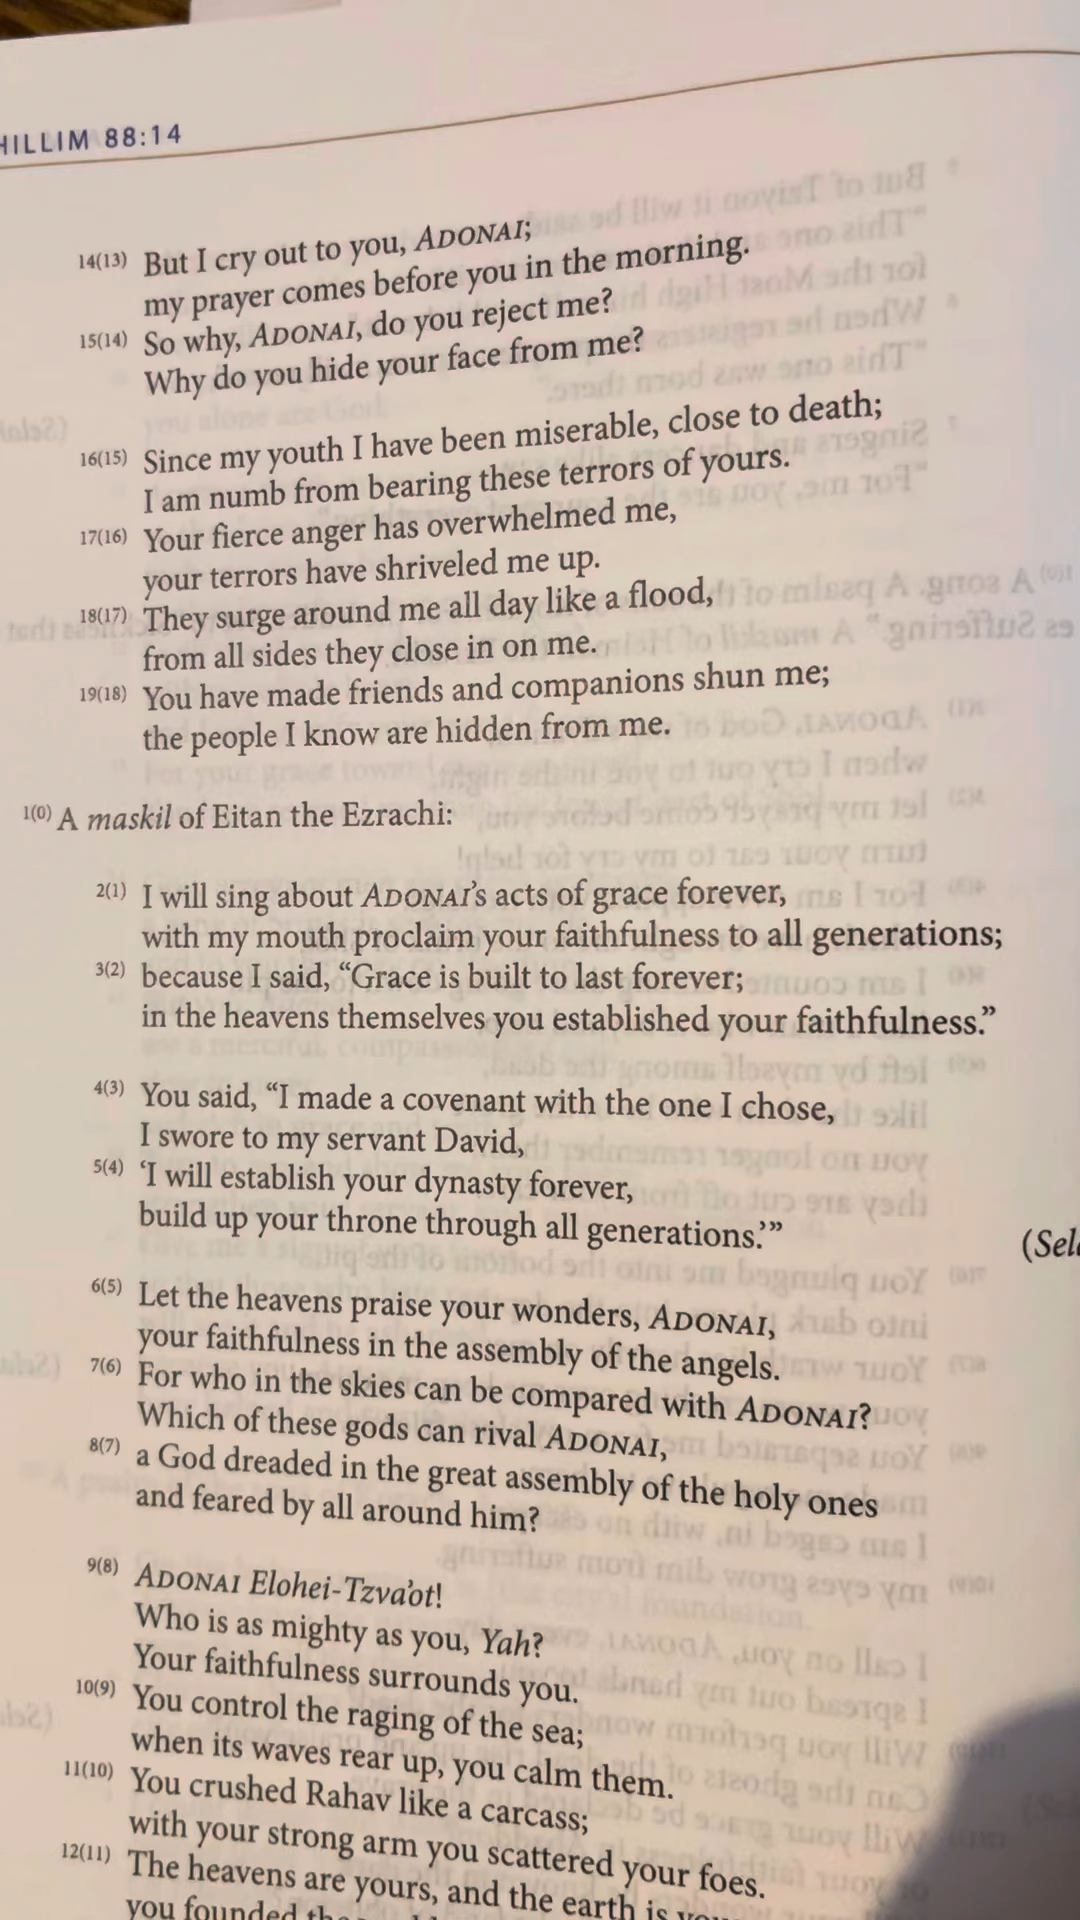 HILLIM 88:14
14(13) But I cry out to you, ADONAI;
my prayer comes before you in the morning.
15(14) So why, ADONAI, do you reject me?
Why do you hide your face from me?
16(15) Since my youth I have been miserable, close to death;
I am numb from bearing these terrors of yours.
17(16) Your fierce anger has overwhelmed me,
your terrors have shriveled me up.
18(17) They surge around me all day like a flood,
from all sides they close in on me.
19(18) You have made friends and companions shun me;
the people I know are hidden from me.
1(0) A maskil of Eitan the Ezrachi:
2(1) I will sing about ADONAI's acts of grace forever,
with my mouth proclaim your faithfulness to all generations;
3(2) because I said, “Grace is built to last forever;
in the heavens themselves you established your faithfulness.”
4(3) You said, “I made a covenant with the one I chose,
I swore to my servant David,
5(4) ‘I will establish your dynasty forever,
build up your throne through all generations.’” (Sela
6(5) Let the heavens praise your wonders, ADONAI,
your faithfulness in the assembly of the angels.
7(6) For who in the skies can be compared with ADONAI?
Which of these gods can rival ADONAI,
8(7) a God dreaded in the great assembly of the holy ones
and feared by all around him?
9(8) ADONAI Elohei-Tzva’ot!
Who is as mighty as you, Yah?
Your faithfulness surrounds you.
10(9) You control the raging of the sea;
when its waves rear up, you calm them.
11(10) You crushed Rahav like a carcass;
with your strong arm you scattered your foes.
12(11) The heavens are yours, and the earth is
you founded